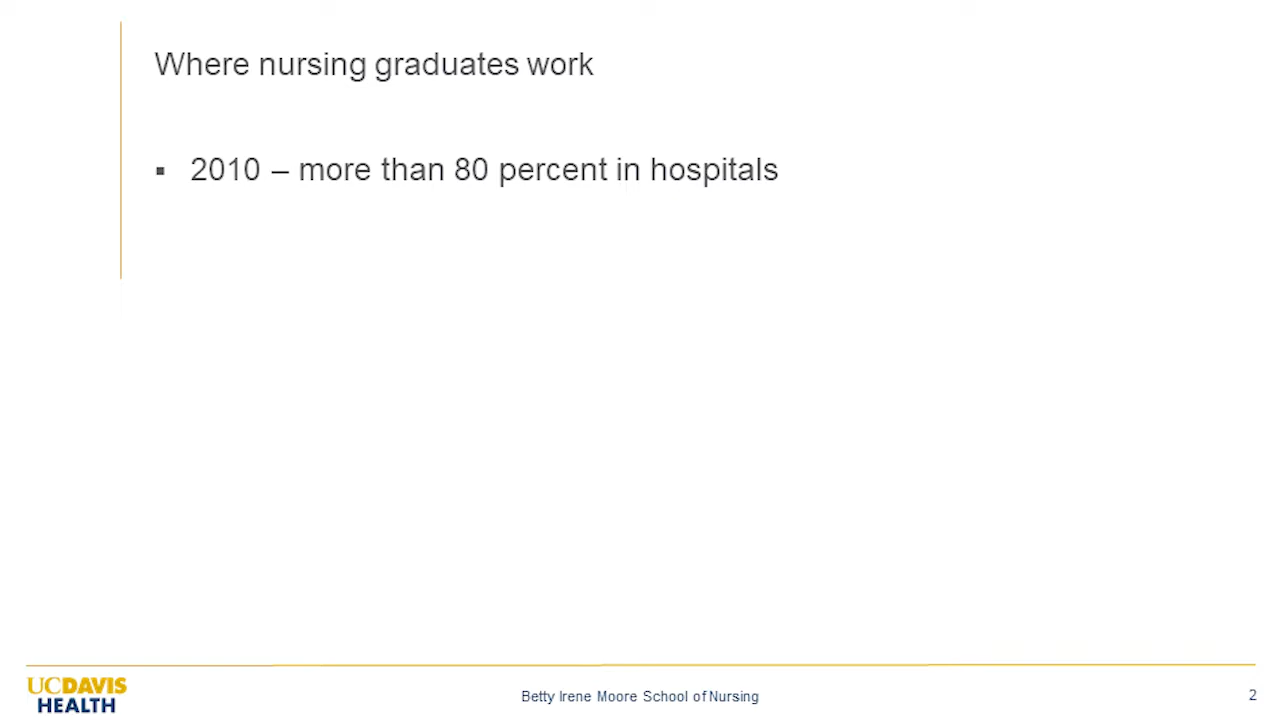 Where nursing graduates work
▪ 2010 – more than 80 percent in hospitals
UCDAVIS
HEALTH
Betty Irene Moore School of Nursing
2